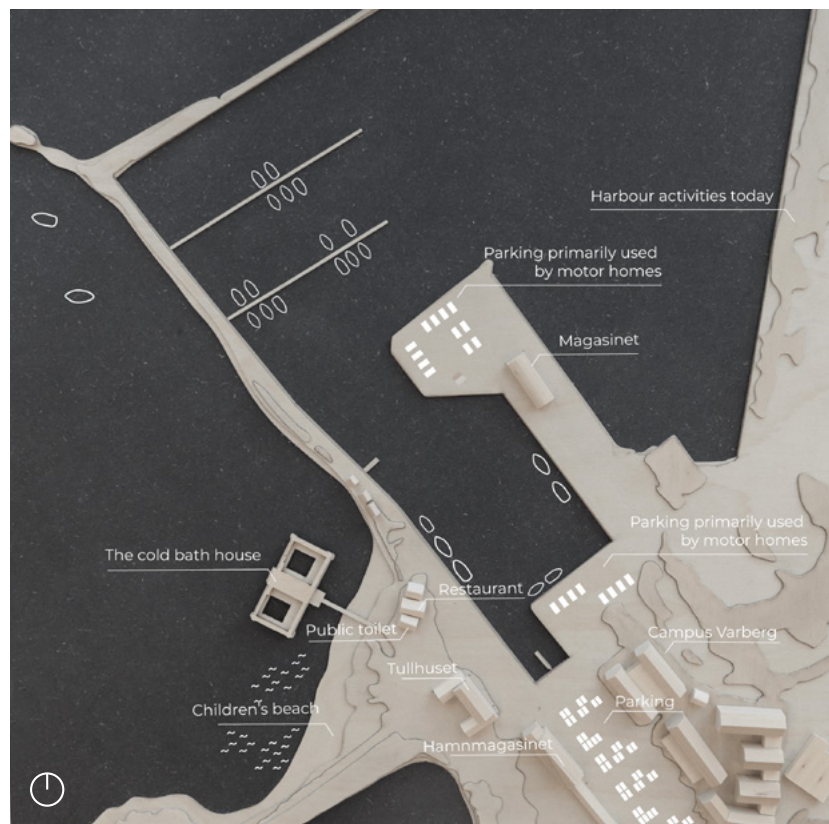 Harbour activities today
Parking primarily used
by motor homes
Magasinet
Parking primarily used
by motor homes
The cold bath house
Restaurant
Public toilet
Campus Varberg
Tullhuset
Parking
Children's beach
Hamnmagasinet